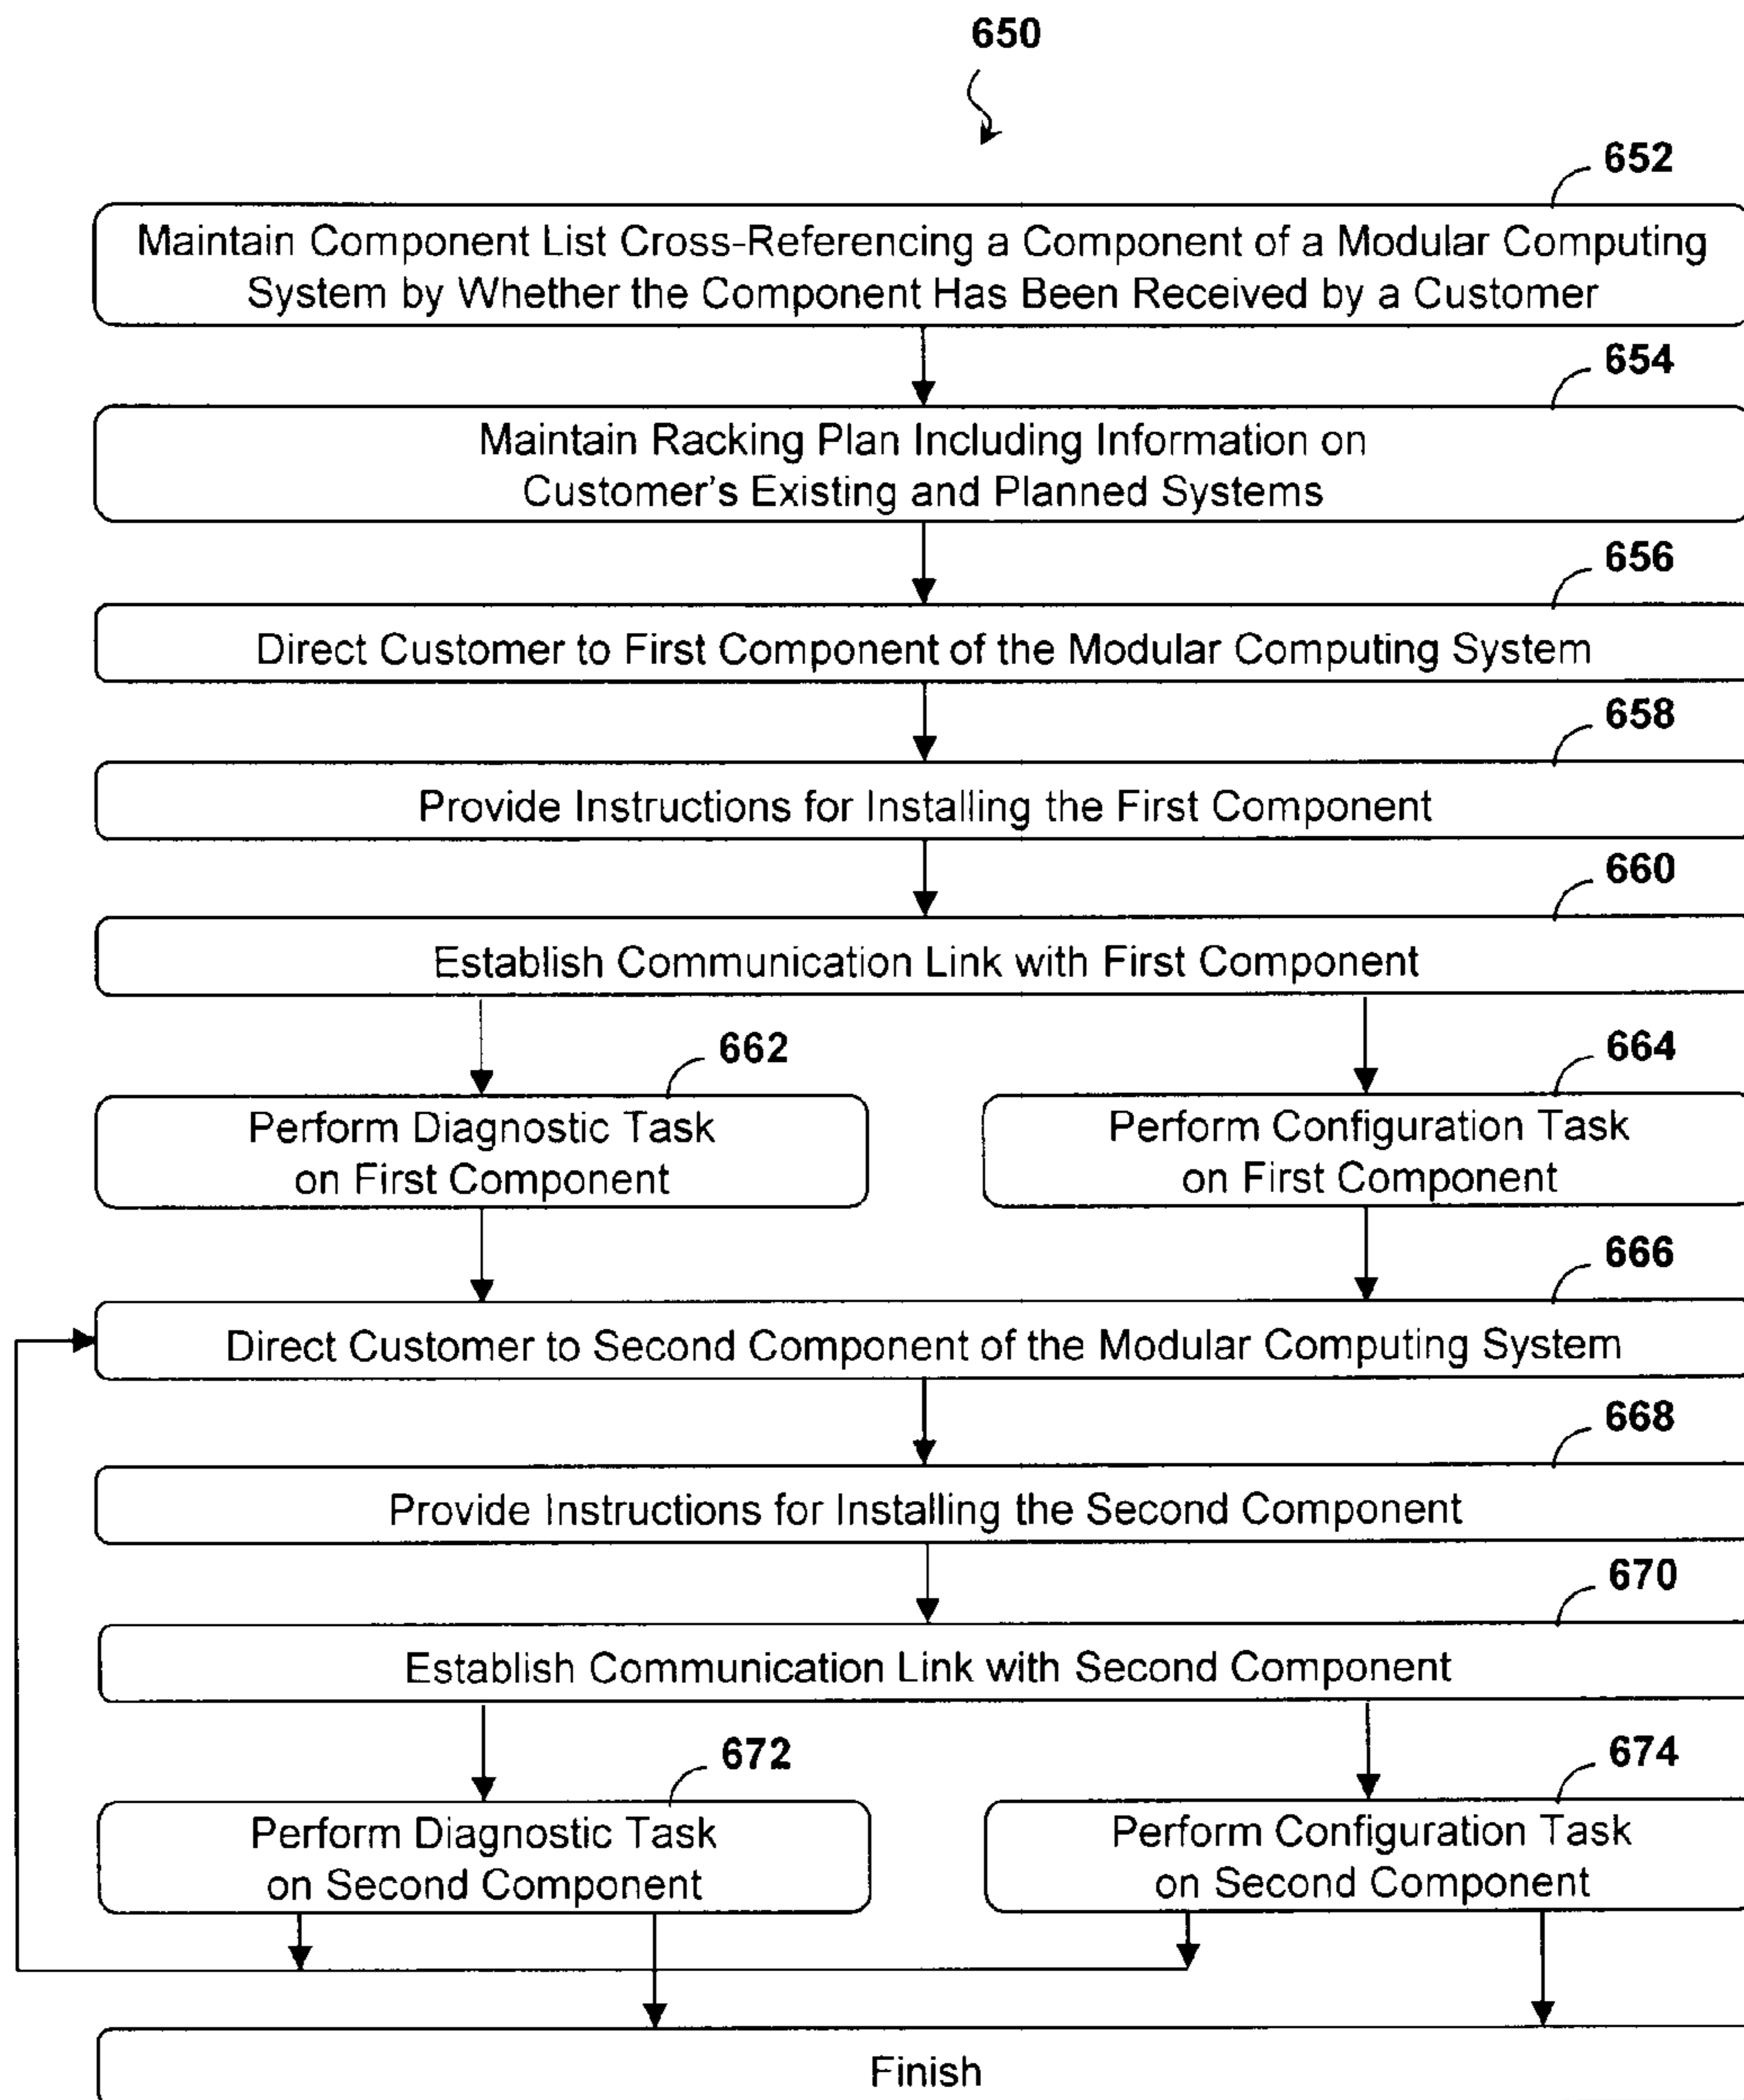 650
652
Maintain Component List Cross-Referencing a Component of a Modular Computing
System by Whether the Component Has Been Received by a Customer
654
Maintain Racking Plan Including Information on
Customer's Existing and Planned Systems
656
Direct Customer to First Component of the Modular Computing System
658
Provide Instructions for Installing the First Component
660
Establish Communication Link with First Component
662
Perform Diagnostic Task
on First Component
664
Perform Configuration Task
on First Component
666
Direct Customer to Second Component of the Modular Computing System
668
Provide Instructions for Installing the Second Component
670
Establish Communication Link with Second Component
672
Perform Diagnostic Task
on Second Component
674
Perform Configuration Task
on Second Component
Finish